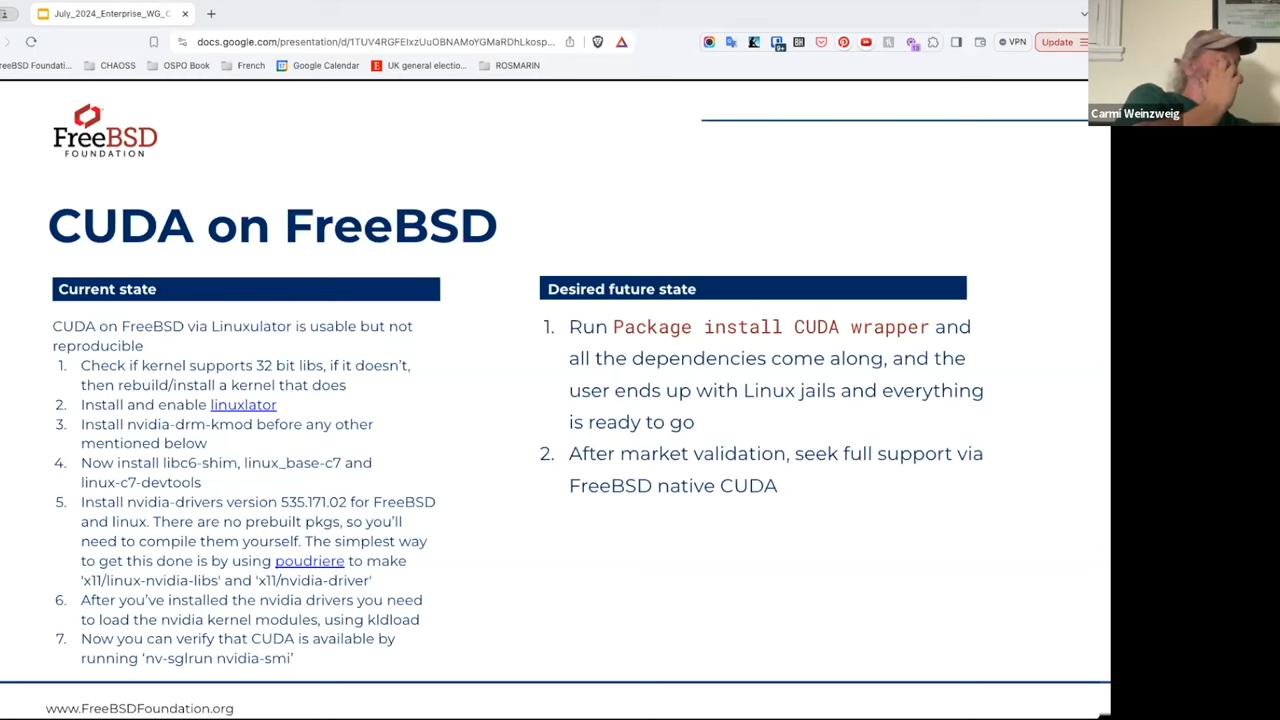 July_2024_Enterprise_WG_C
docs.google.com/presentation/d/1TUV4RGFElxzUuOBNAMoYGMaRDhLkosp...
VPN
Update
reeBSD Foundati...
CHAOSS
OSPO Book
French
Google Calendar
UK general electio...
ROSMARIN
Carmi Weinzweig
FreeBSD
FOUNDATION
CUDA on FreeBSD
Current state
CUDA on FreeBSD via Linuxulator is usable but not
reproducible
1. Check if kernel supports 32 bit libs, if it doesn't,
then rebuild/install a kernel that does
2. Install and enable linuxlator
3. Install nvidia-drm-kmod before any other
mentioned below
4. Now install libc6-shim, linux_base-c7 and
linux-c7-devtools
5. Install nvidia-drivers version 535.171.02 for FreeBSD
and linux. There are no prebuilt pkgs, so you'll
need to compile them yourself. The simplest way
to get this done is by using poudriere to make
'x11/linux-nvidia-libs' and 'x11/nvidia-driver'
6. After you've installed the nvidia drivers you need
to load the nvidia kernel modules, using kldload
7. Now you can verify that CUDA is available by
running 'nv-sglrun nvidia-smi'
Desired future state
1. Run Package install CUDA wrapper and
all the dependencies come along, and the
user ends up with Linux jails and everything
is ready to go
2. After market validation, seek full support via
FreeBSD native CUDA
www.FreeBSDFoundation.org